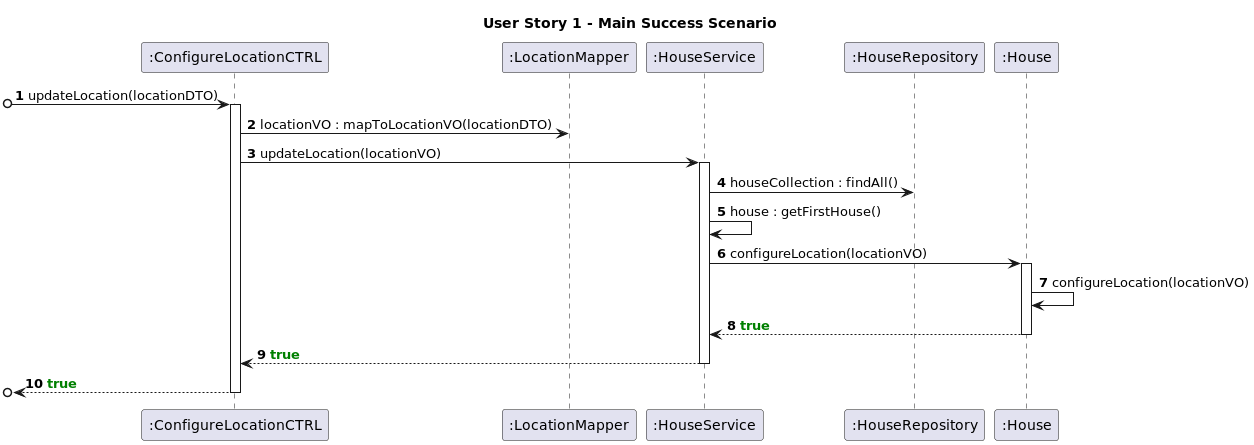 User Story 1 - Main Success Scenario
:ConfigureLocationCTRL :LocationMapper :HouseService :HouseRepository :House
1 updateLocation(locationDTO)
2 locationVO : mapToLocationVO(locationDTO)
3 updateLocation(locationVO)
4 houseCollection : findAll()
5 house : getFirstHouse()
6 configureLocation(locationVO)
7 configureLocation(locationVO)
8 true
9 true
10 true
:ConfigureLocationCTRL :LocationMapper :HouseService :HouseRepository :House